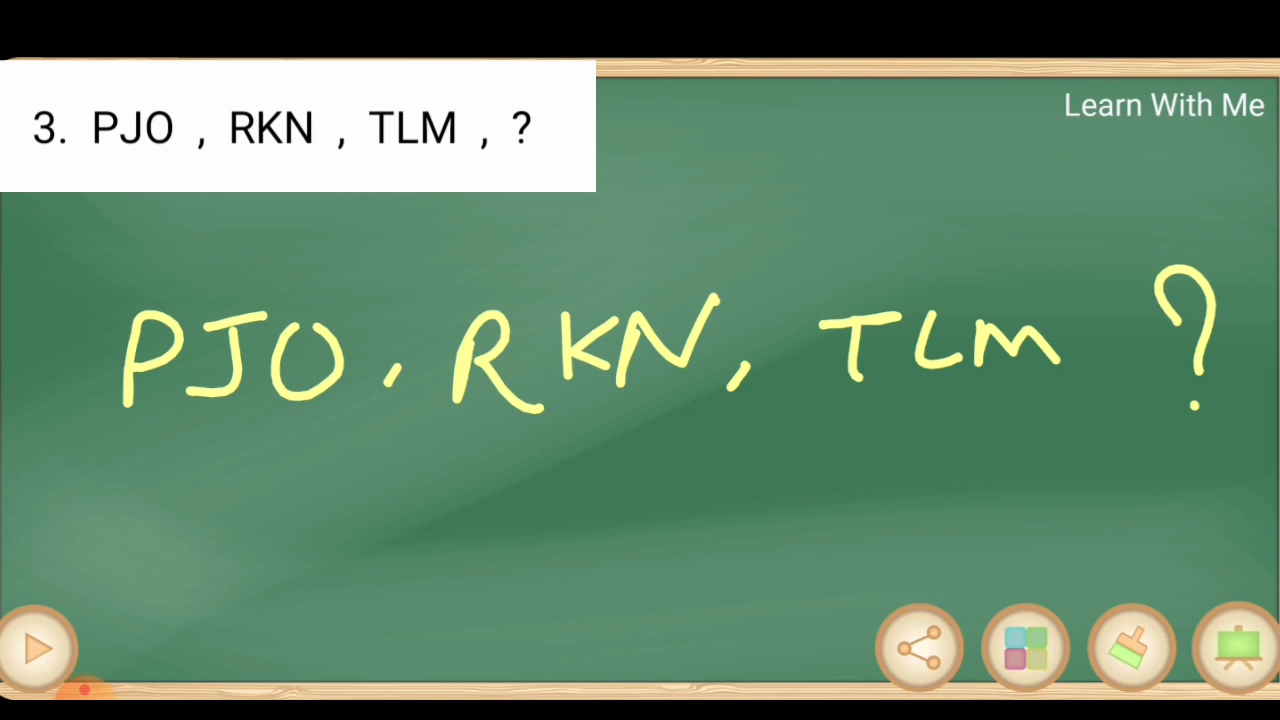 Learn With Me
3. PJO , RKN , TLM , ?
PJO, RKN, TLM ?